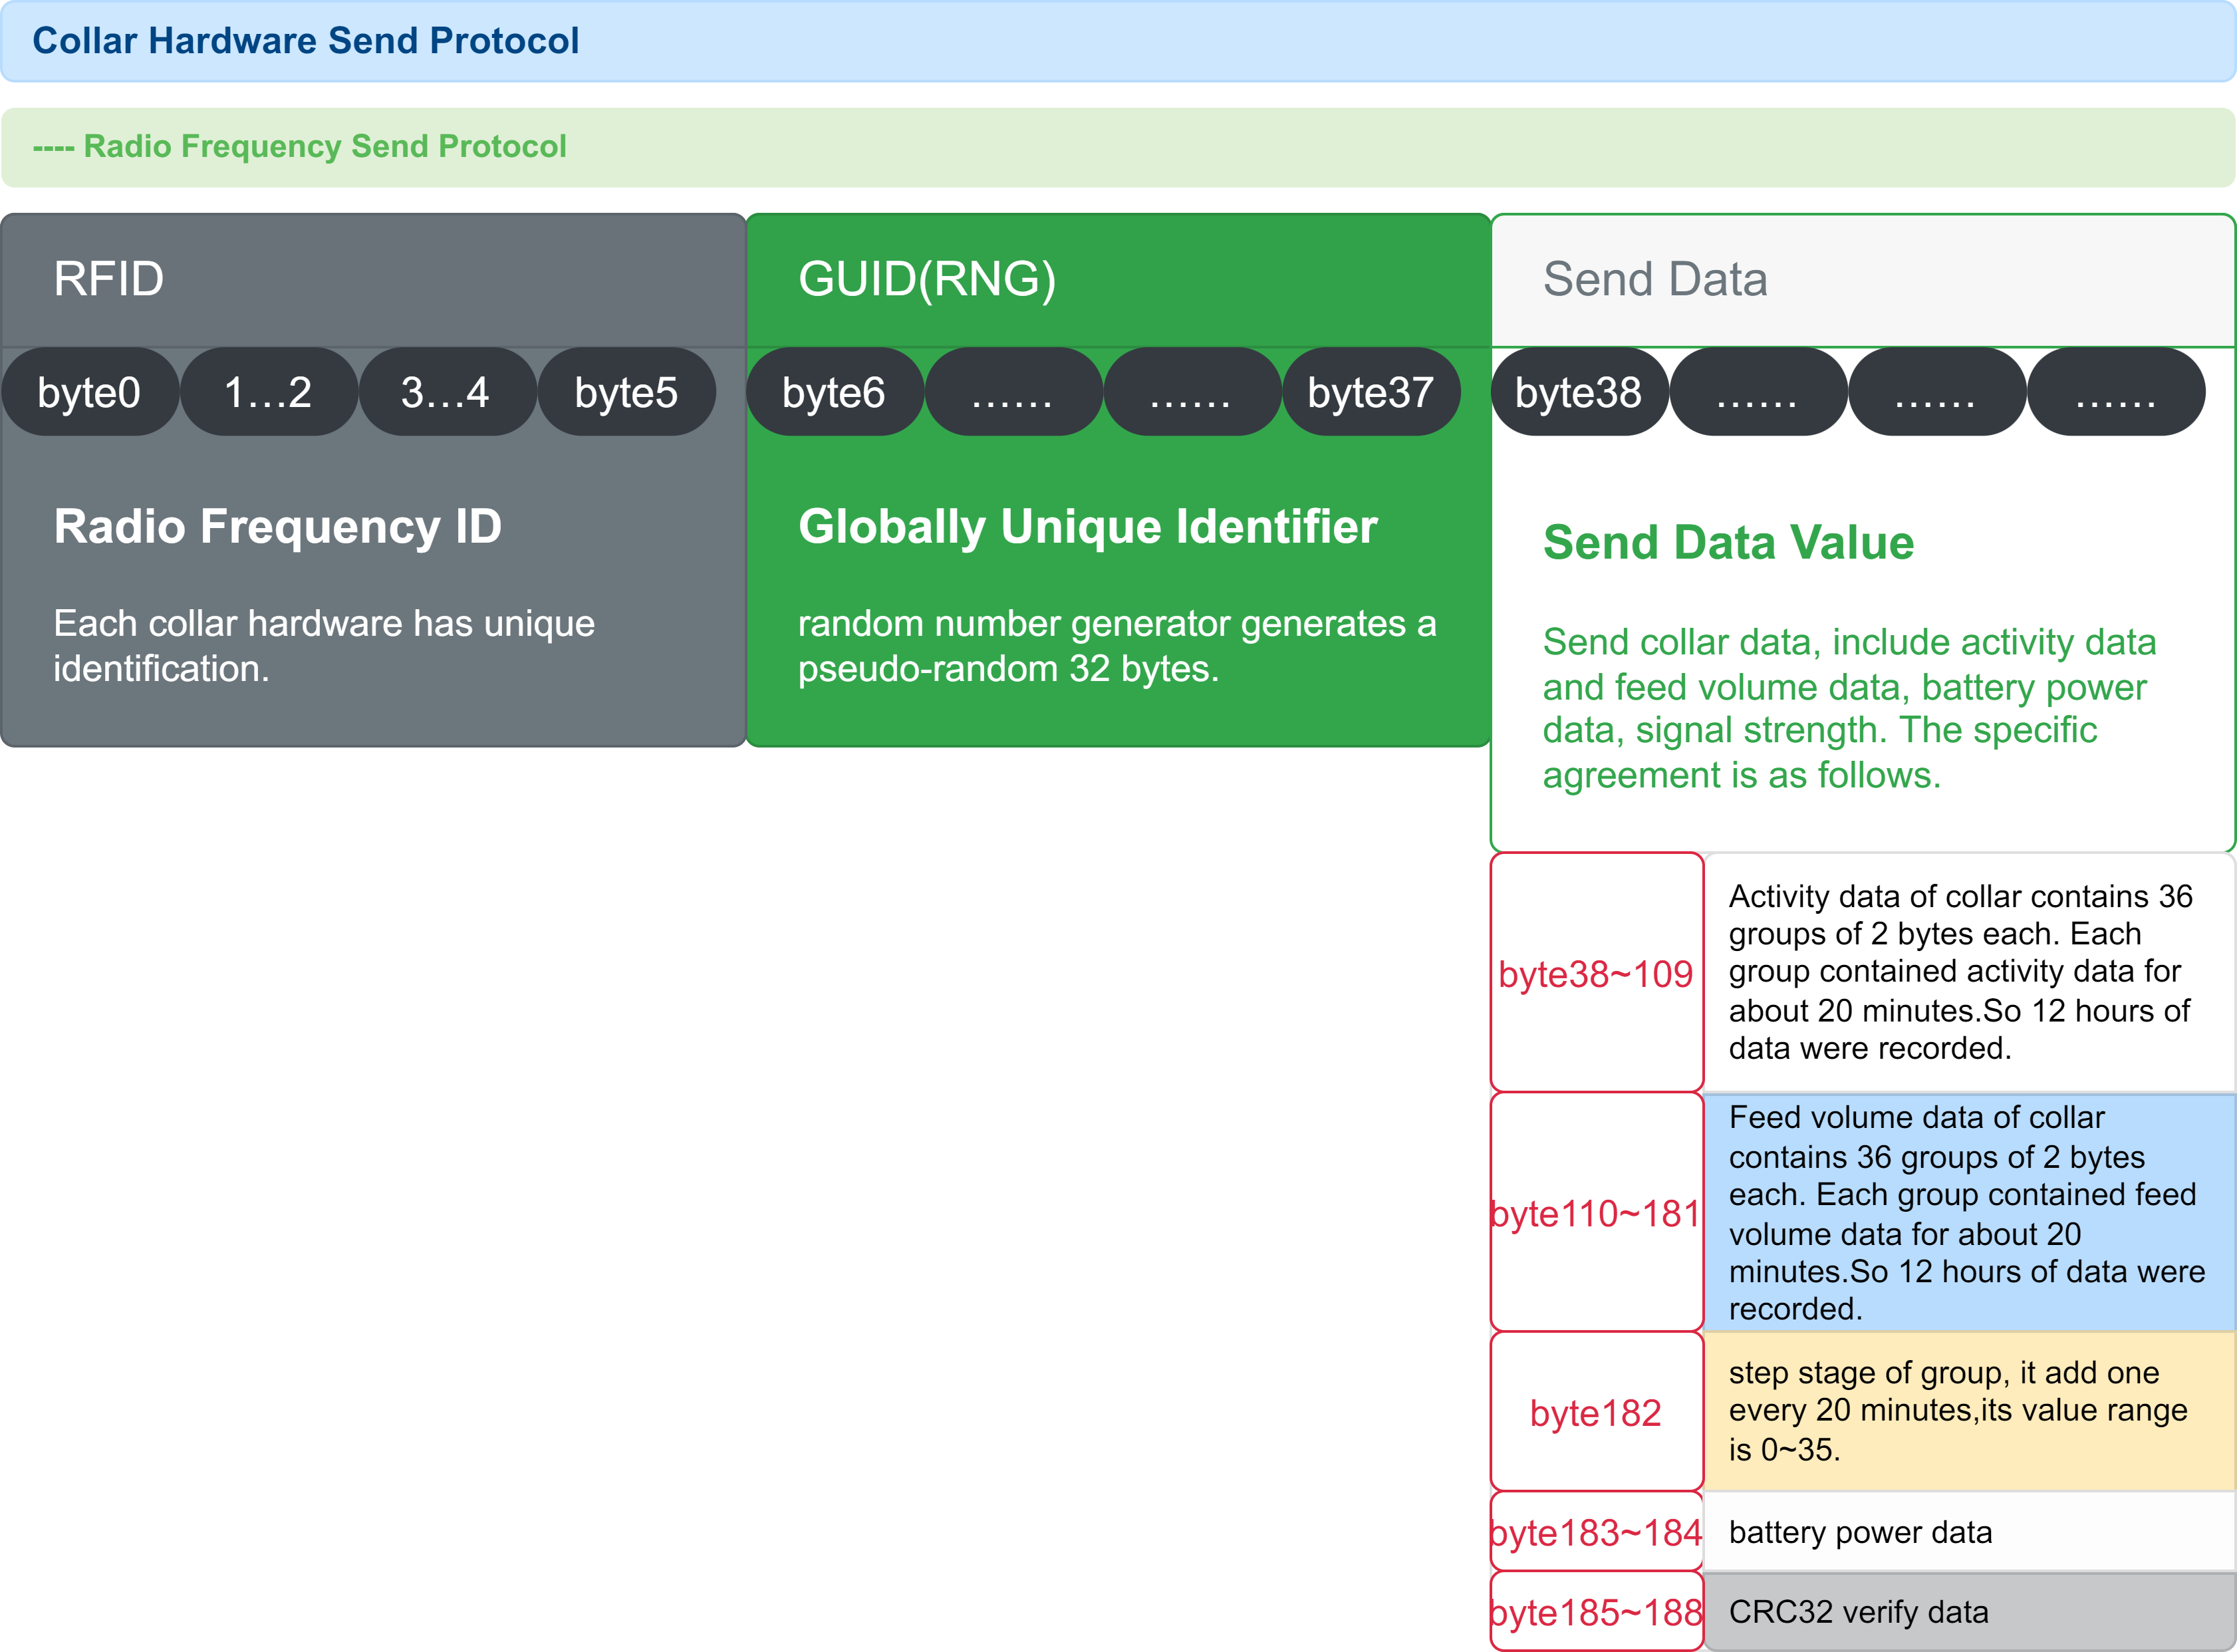 Collar Hardware Send Protocol
---- Radio Frequency Send Protocol
RFID
byte0 1...2 3...4 byte5
Radio Frequency ID
Each collar hardware has unique
identification.
GUID(RNG)
byte6 ...... ...... byte37
Globally Unique Identifier
random number generator generates a
pseudo-random 32 bytes.
Send Data
byte38 ...... ...... ......
Send Data Value
Send collar data, include activity data
and feed volume data, battery power
data, signal strength. The specific
agreement is as follows.
byte38~109
Activity data of collar contains 36
groups of 2 bytes each. Each
group contained activity data for
about 20 minutes.So 12 hours of
data were recorded.
byte110~181
Feed volume data of collar
contains 36 groups of 2 bytes
each. Each group contained feed
volume data for about 20
minutes.So 12 hours of data were
recorded.
byte182
step stage of group, it add one
every 20 minutes,its value range
is 0~35.
byte183~184
battery power data
byte185~188
CRC32 verify data